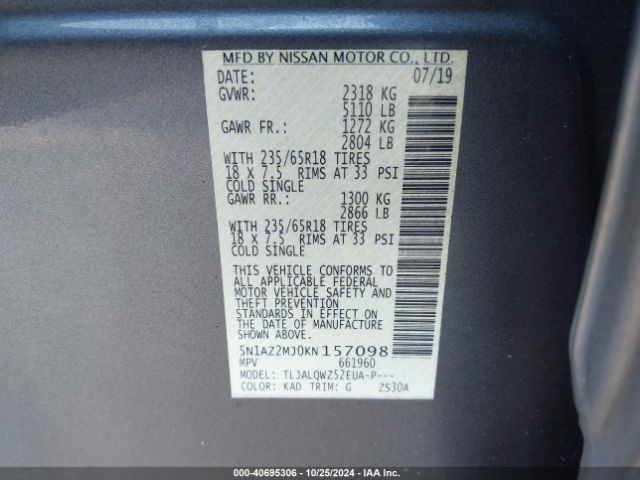 MFD BY NISSAN MOTOR CO., LTD.
DATE: 07/19
GVWR: 2318 KG
5110 LB
GAWR FR.: 1272 KG
2804 LB
WITH 235/65R18 TIRES
18 X 7.5 RIMS AT 33 PSI
COLD SINGLE
GAWR RR.: 1300 KG
2866 LB
WITH 235/65R18 TIRES
18 X 7.5 RIMS AT 33 PSI
COLD SINGLE
THIS VEHICLE CONFORMS TO
ALL APPLICABLE FEDERAL
MOTOR VEHICLE SAFETY AND
THEFT PREVENTION
STANDARDS IN EFFECT ON
THE DATE OF MANUFACTURE
SHOWN ABOVE.
5N1AZ2MJ0KN157098
MPV 661960
MODEL: TLJALQWZ52EUA-P---
COLOR: KAD TRIM: G ZS30A
000-40695306 | 10/25/2024 | IAA Inc.